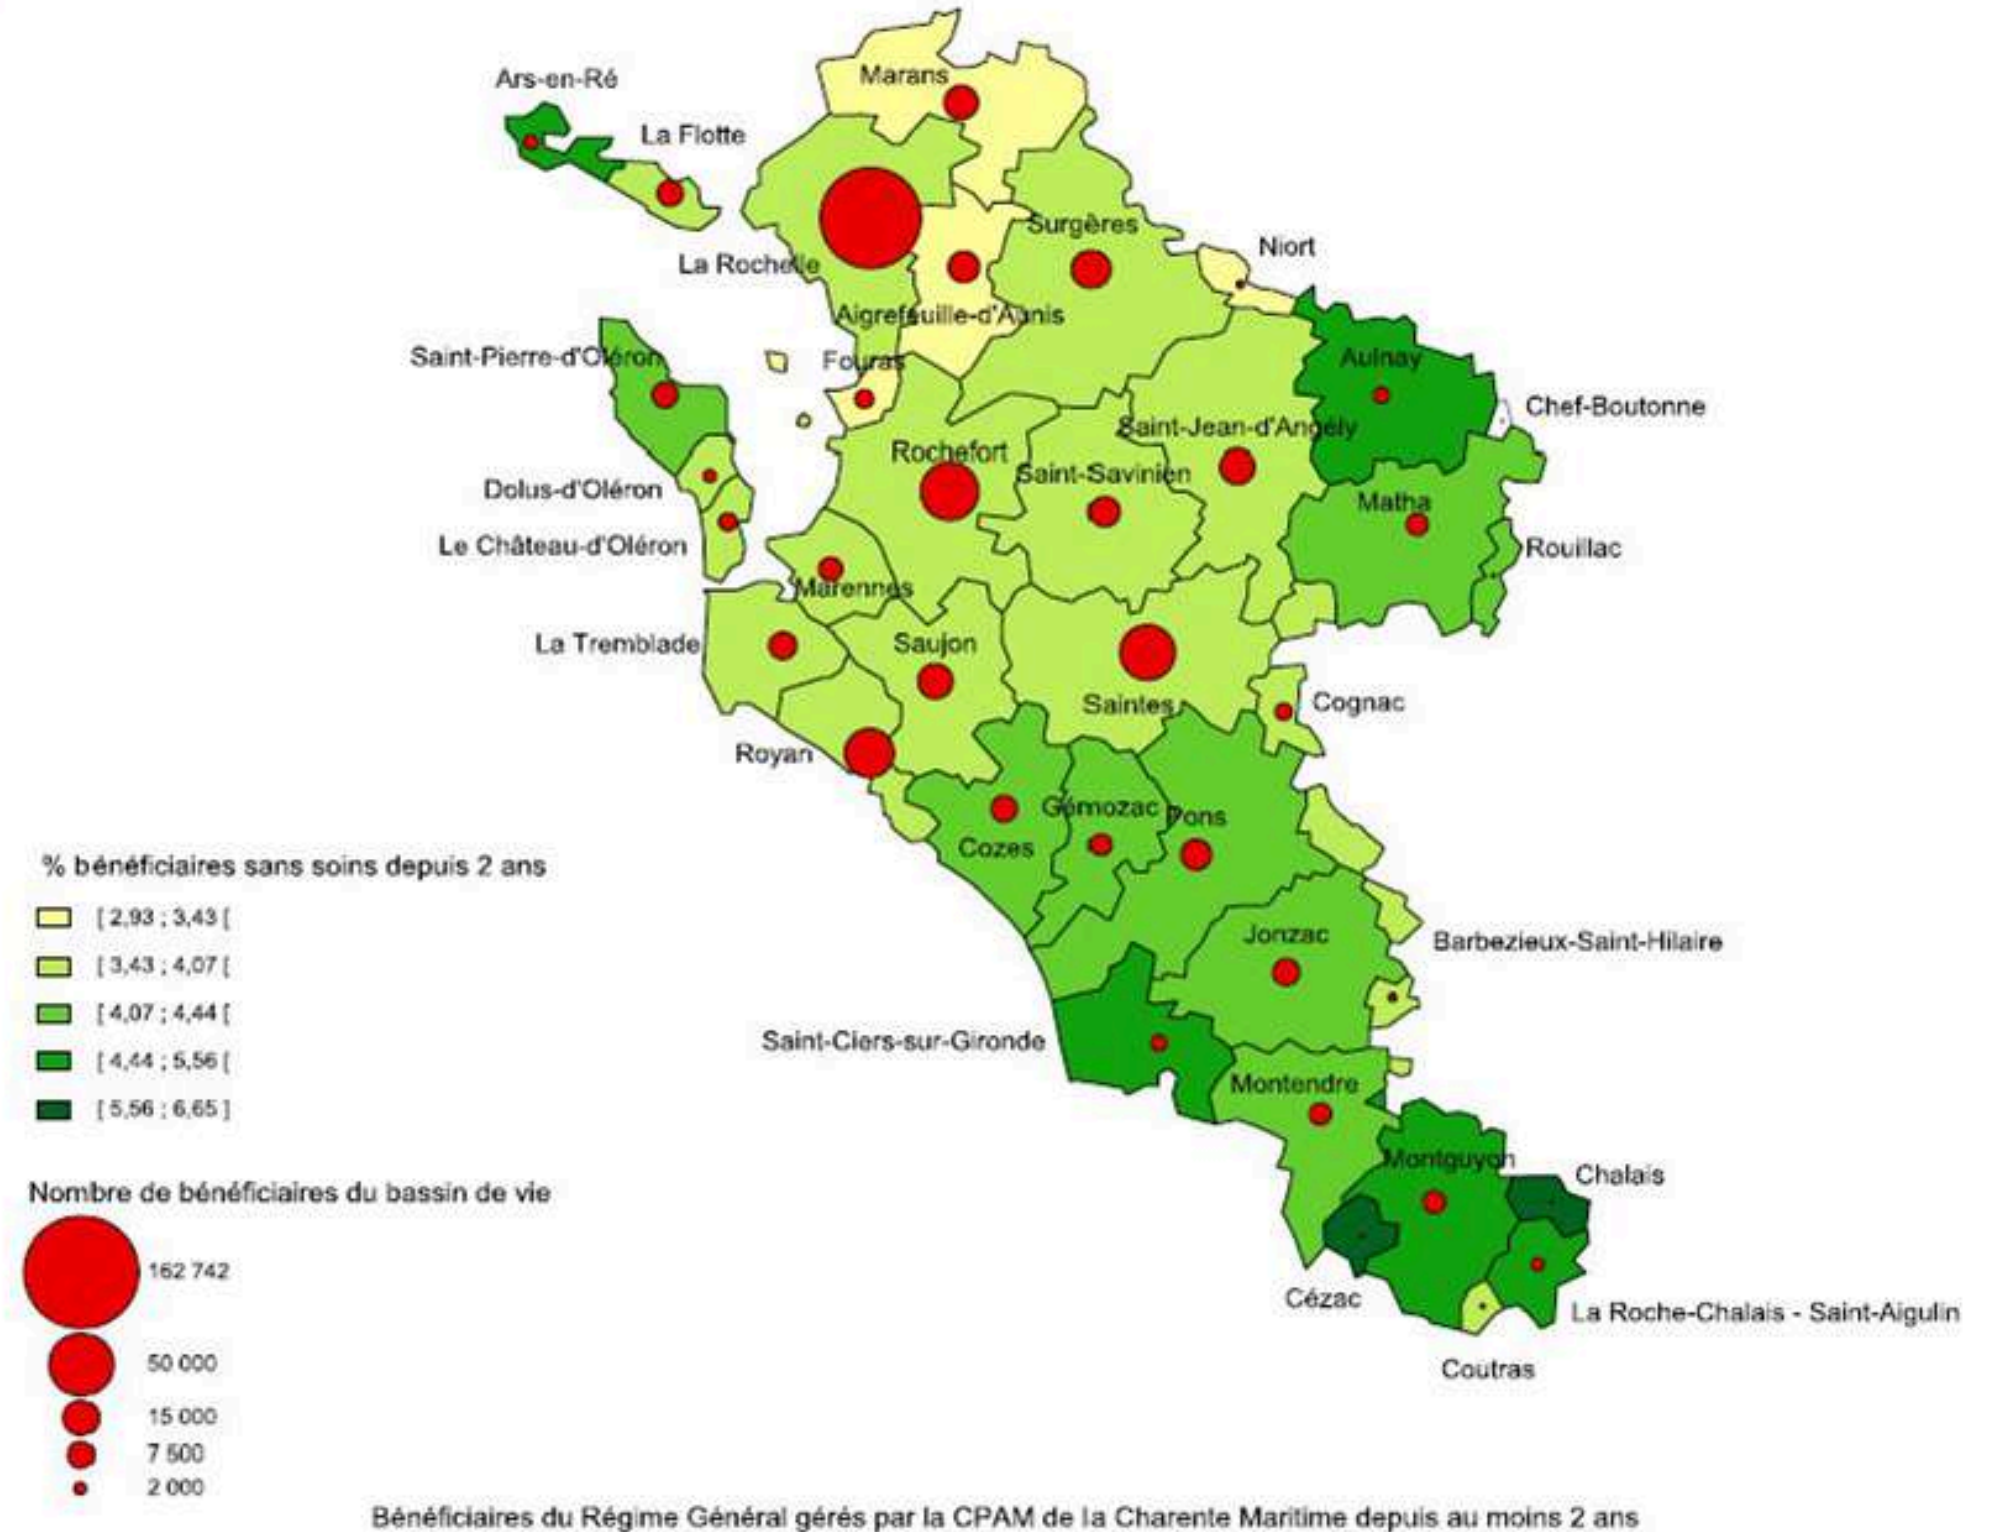 Ars-en-Ré
Marans
La Flotte
La Rochelle
Surgères
Niort
Aigrefeuille-d'Aunis
Saint-Pierre-d'Oléron
Fouras
Aulnay
Chef-Boutonne
Saint-Jean-d'Angély
Rochefort
Saint-Savinien
Dolus-d'Oléron
Matha
Le Château-d'Oléron
Rouillac
Marennes
La Tremblade
Saujon
Saintes
Cognac
Royan
Gémozac
Pons
Cozes
Jonzac
Barbezieux-Saint-Hilaire
Saint-Ciers-sur-Gironde
Montendre
Montguyon
Chalais
Cézac
La Roche-Chalais - Saint-Aigulin
Coutras
% bénéficiaires sans soins depuis 2 ans
[ 2,93 ; 3,43 [
[ 3,43 ; 4,07 [
[ 4,07 ; 4,44 [
[ 4,44 ; 5,56 [
[ 5,56 ; 6,65 ]
Nombre de bénéficiaires du bassin de vie
162 742
50 000
15 000
7 500
2 000
Bénéficiaires du Régime Général gérés par la CPAM de la Charente Maritime depuis au moins 2 ans